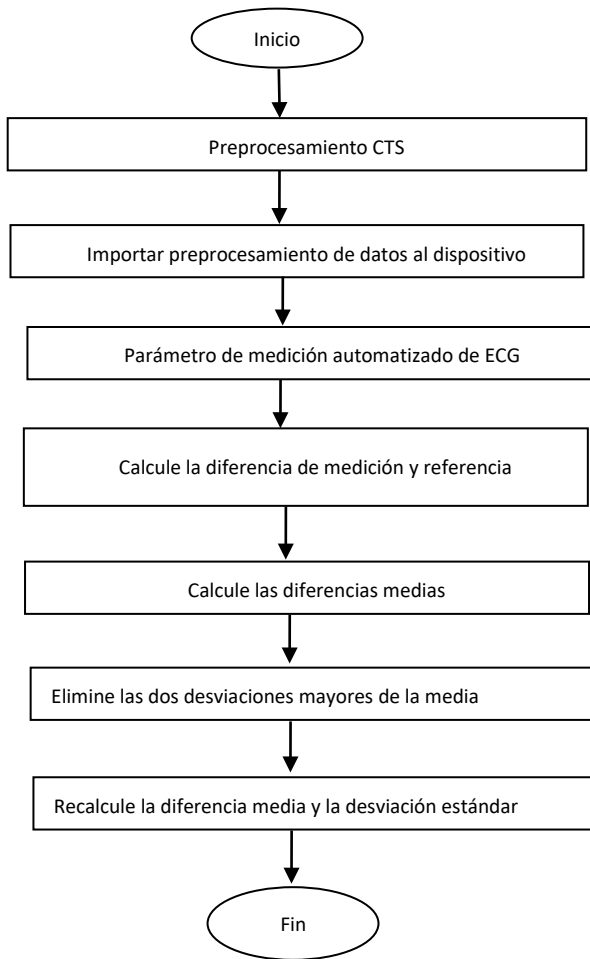 Inicio
Preprocesamiento CTS
Importar preprocesamiento de datos al dispositivo
Parámetro de medición automatizado de ECG
Calcule la diferencia de medición y referencia
Calcule las diferencias medias
Elimine las dos desviaciones mayores de la media
Recalcule la diferencia media y la desviación estándar
Fin